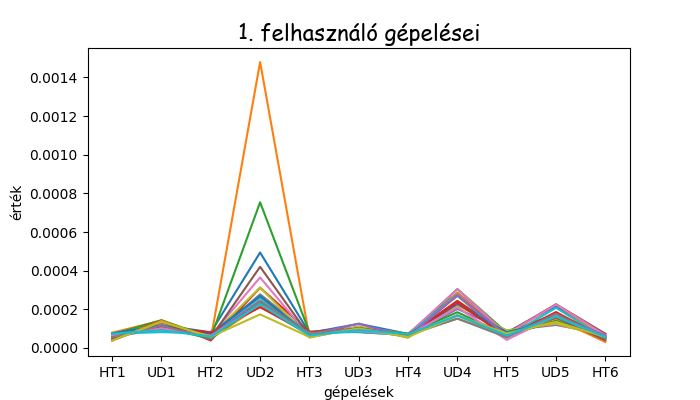 1. felhasználó gépelései
0.0014
0.0012
0.0010
0.0008
0.0006
0.0004
0.0002
0.0000
érték
HT1 UD1 HT2 UD2 HT3 UD3 HT4 UD4 HT5 UD5 HT6
gépelések